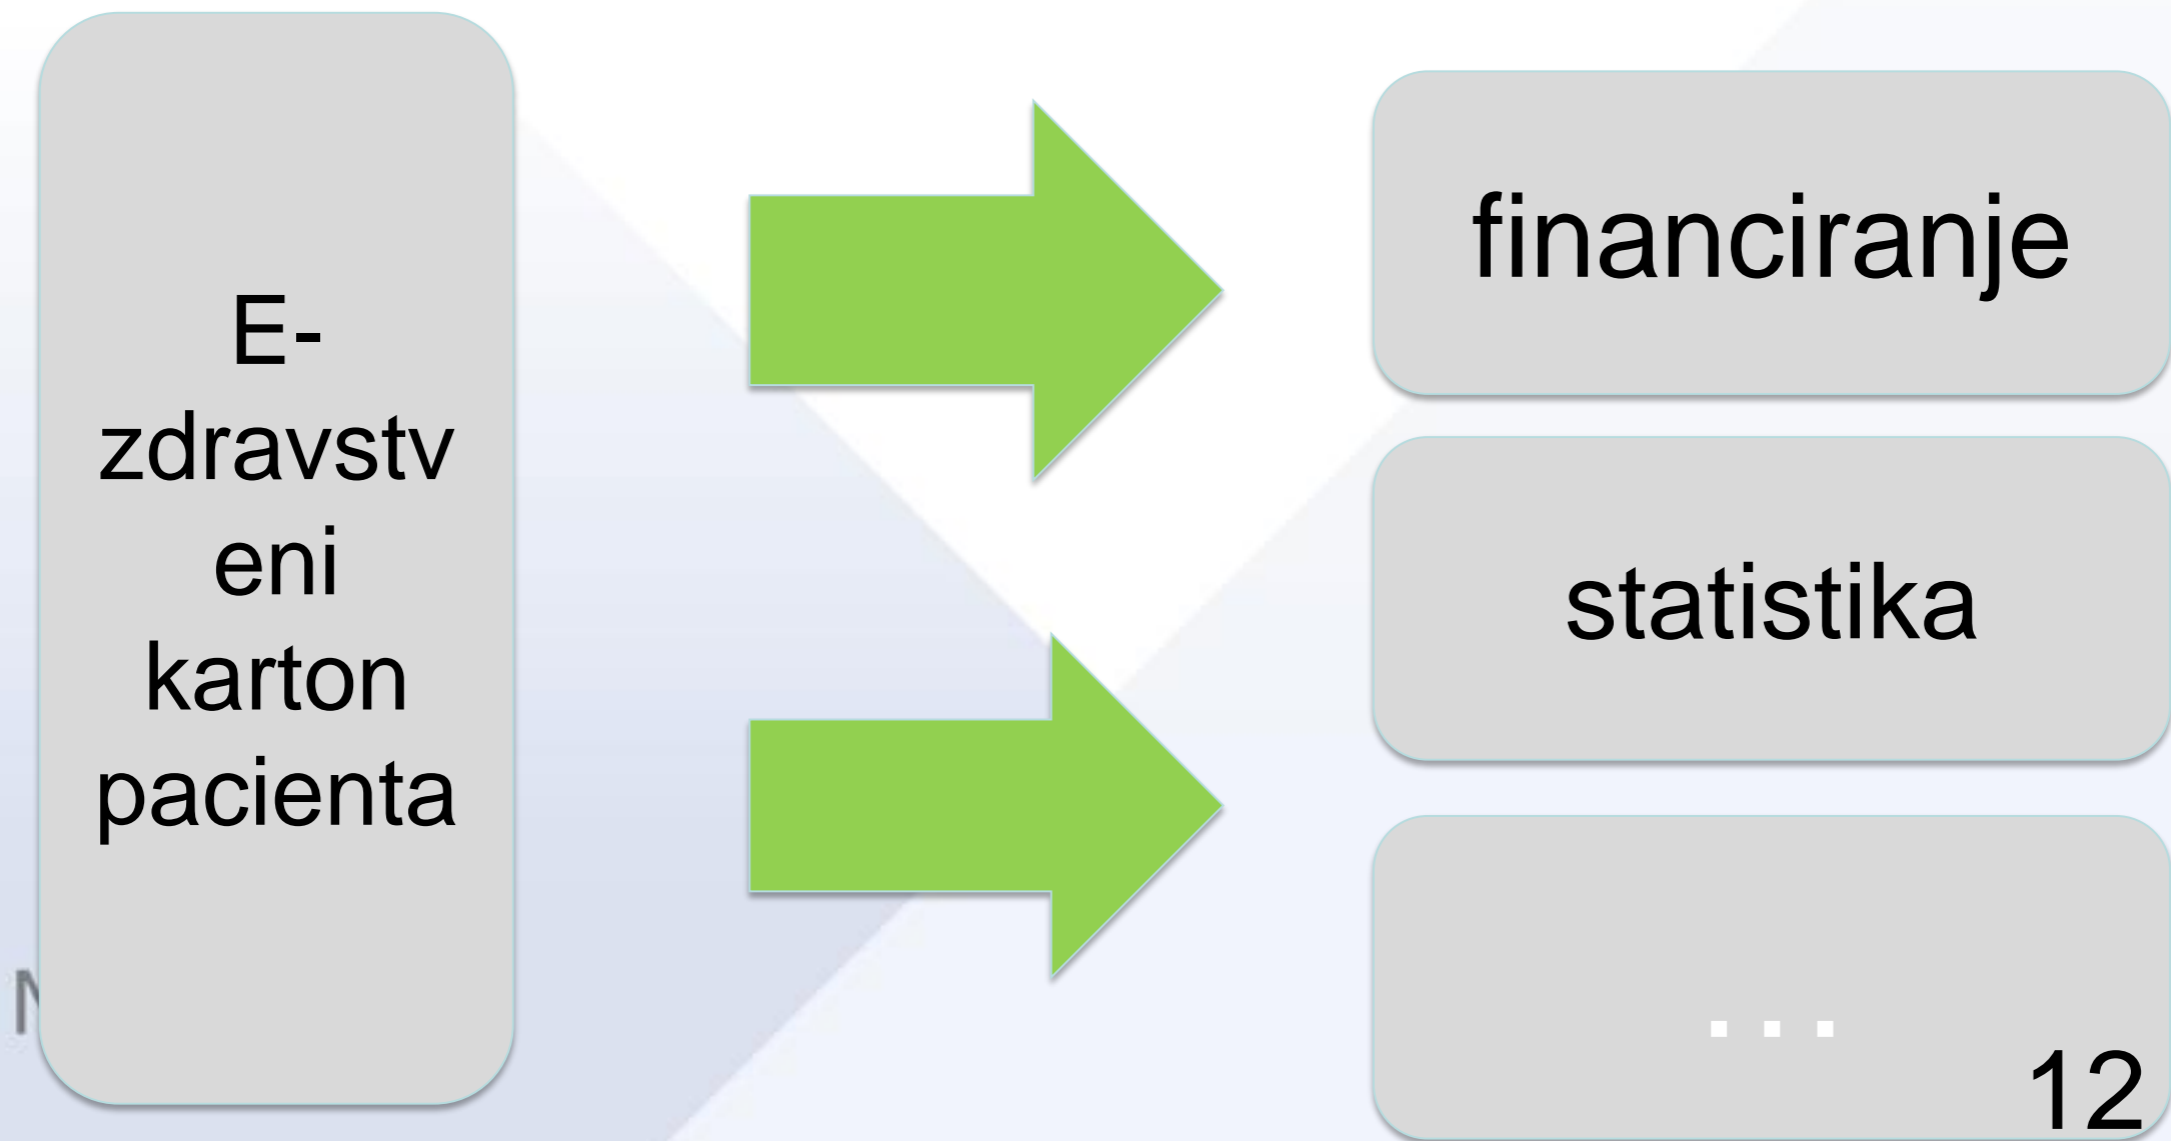 E-
zdravstv
eni
karton
pacienta
financiranje
statistika
...
12